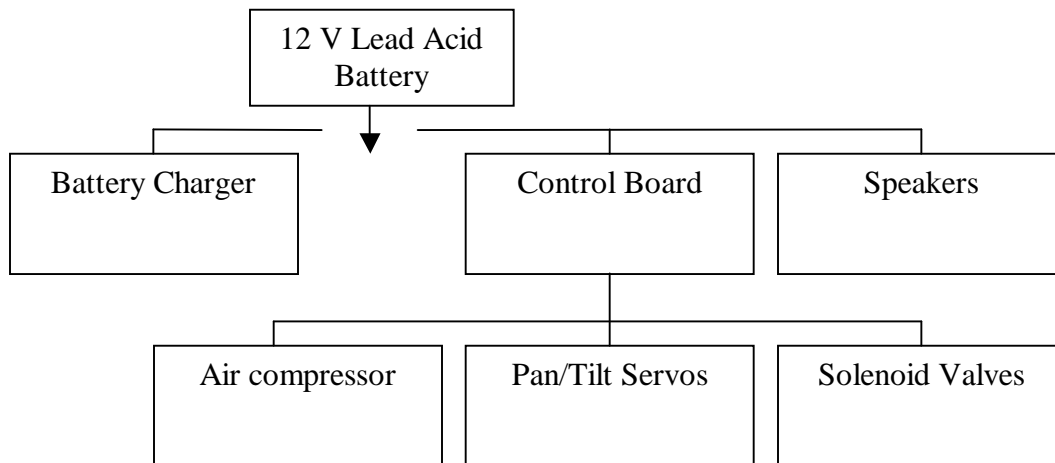 12 V Lead Acid
Battery
Battery Charger
Control Board
Speakers
Air compressor
Pan/Tilt Servos
Solenoid Valves